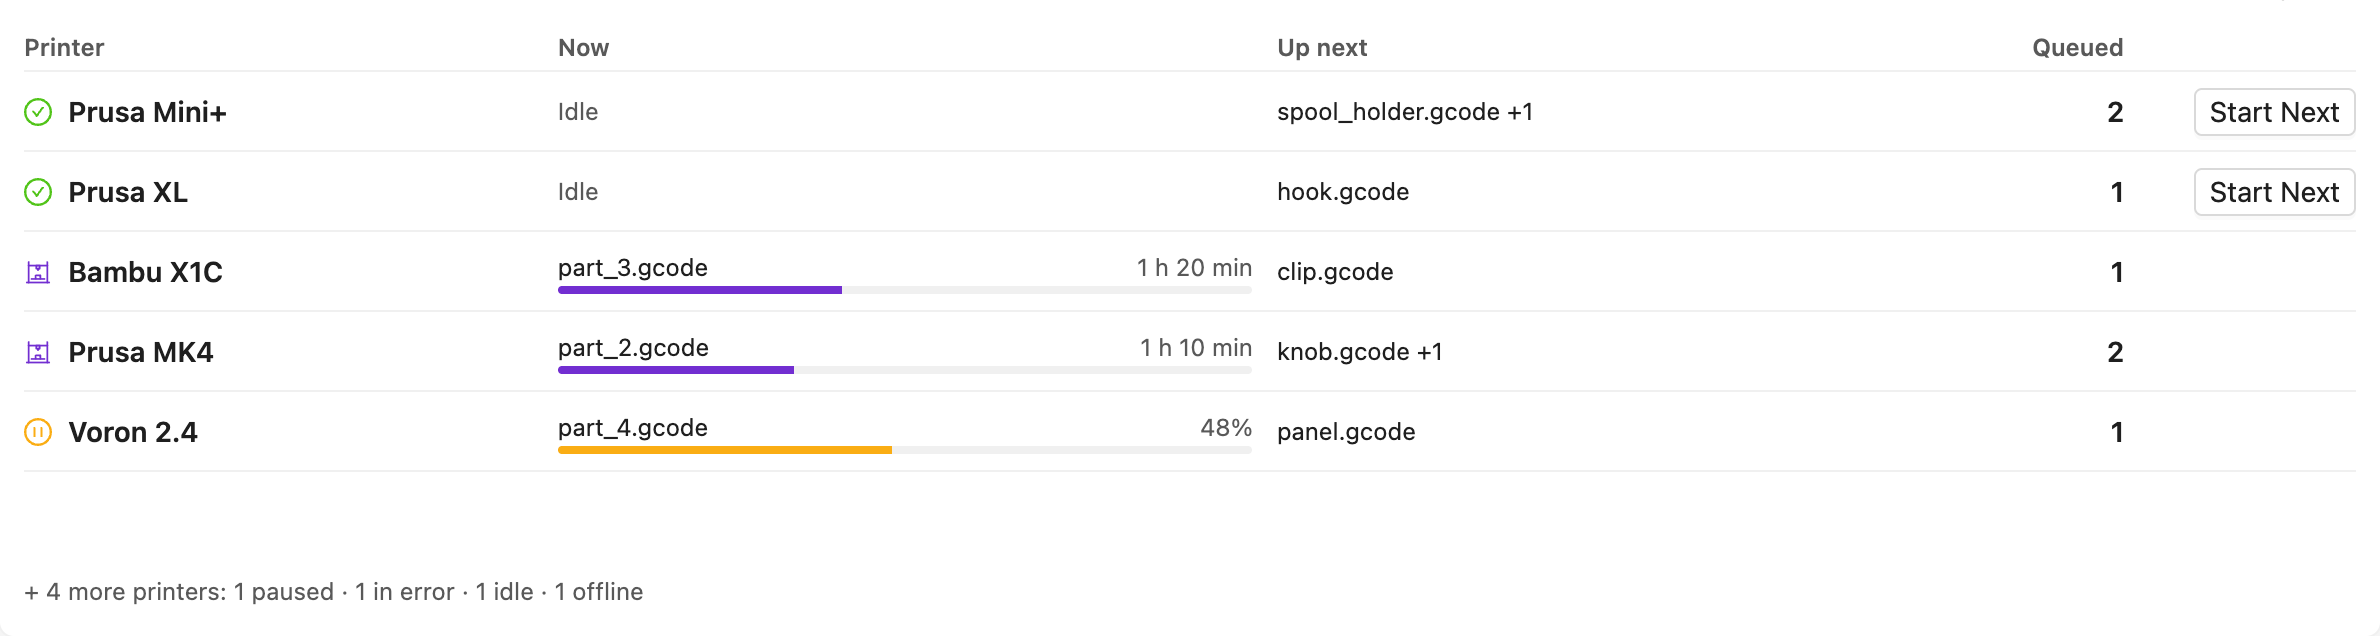 Printer Now Up next Queued
Prusa Mini+ Idle spool_holder.gcode +1 2 Start Next
Prusa XL Idle hook.gcode 1 Start Next
Bambu X1C part_3.gcode 1 h 20 min clip.gcode 1
Prusa MK4 part_2.gcode 1 h 10 min knob.gcode +1 2
Voron 2.4 part_4.gcode 48% panel.gcode 1
+ 4 more printers: 1 paused · 1 in error · 1 idle · 1 offline